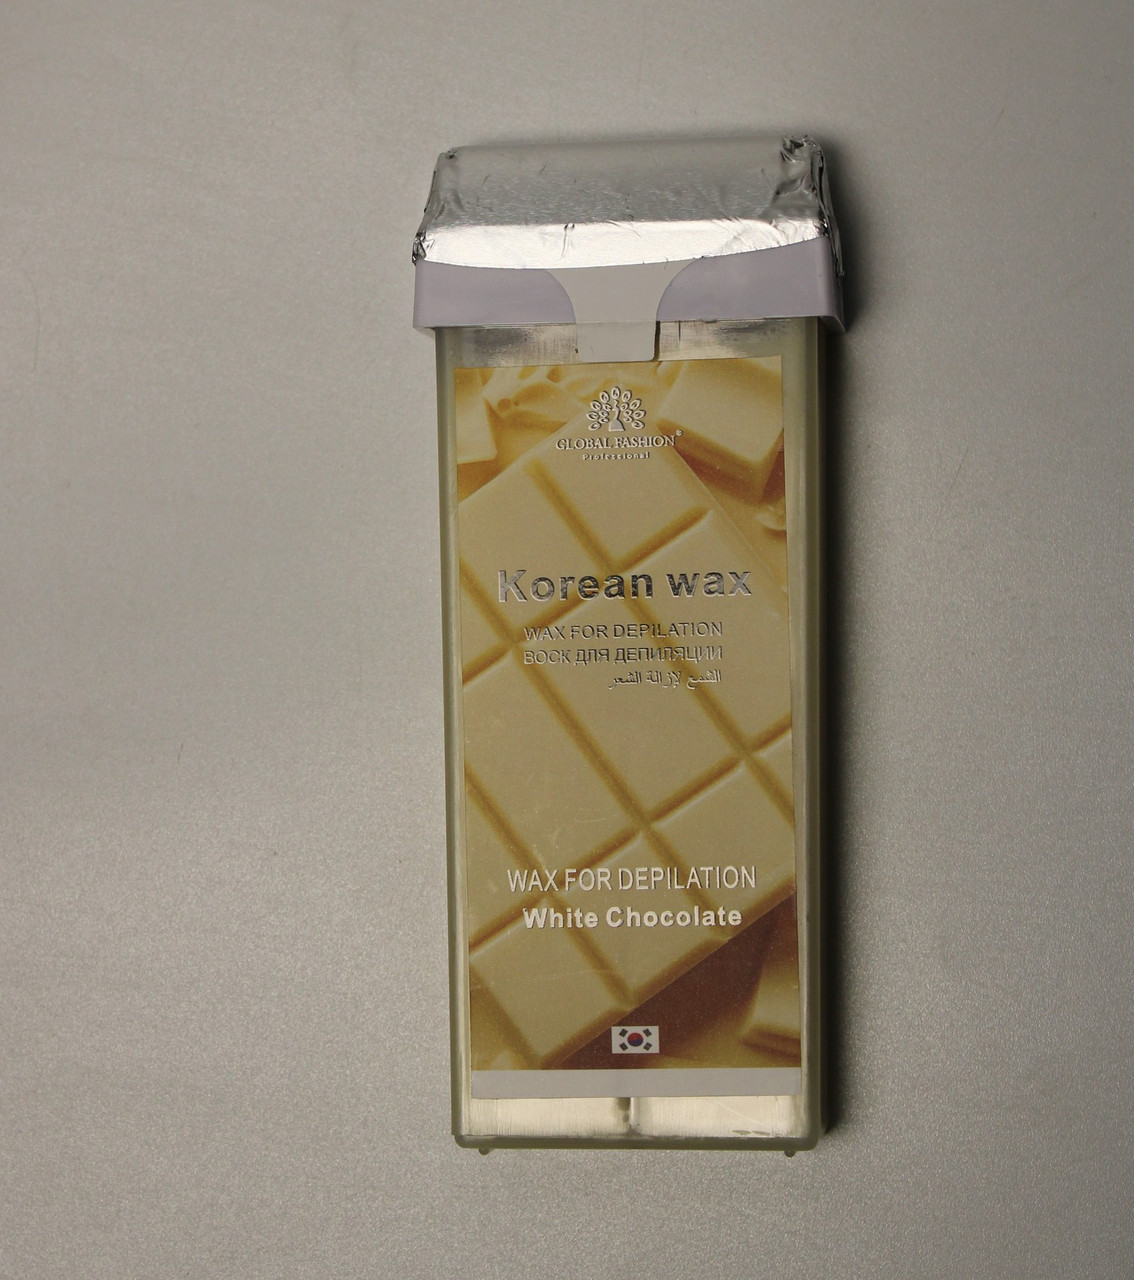 GLOBAL FASHION®
Professional
Korean wax
WAX FOR DEPILATION
ВОСК ДЛЯ ДЕПИЛЯЦИИ
الشمع لإزالة الشعر
WAX FOR DEPILATION
White Chocolate